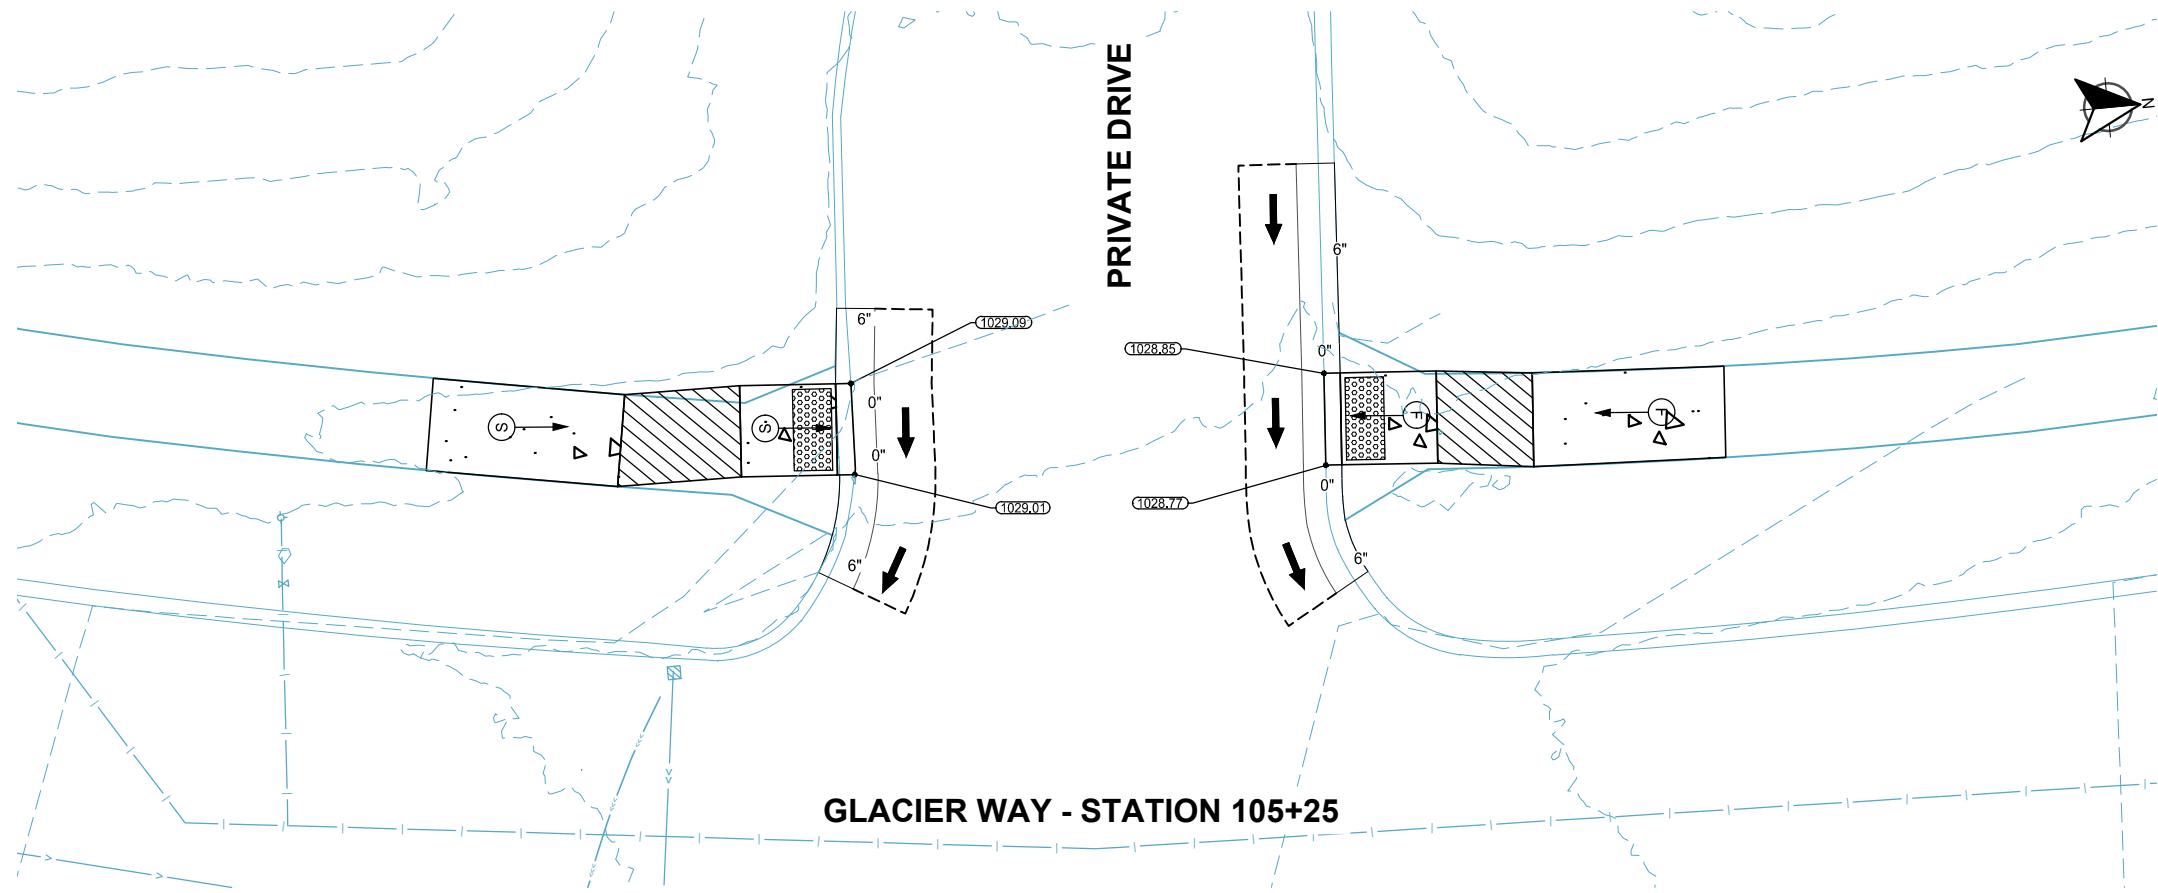 PRIVATE DRIVE
N
6"
6"
1029.09
1028.85
0"
0"
S
S
F
F
0"
0"
1029.01
1028.77
6"
6"
GLACIER WAY - STATION 105+25